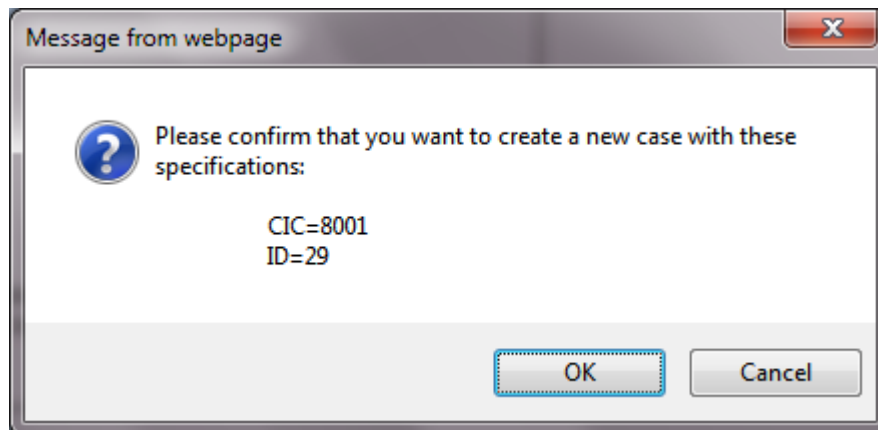 Message from webpage
Please confirm that you want to create a new case with these
specifications:
CIC=8001
ID=29
OK
Cancel